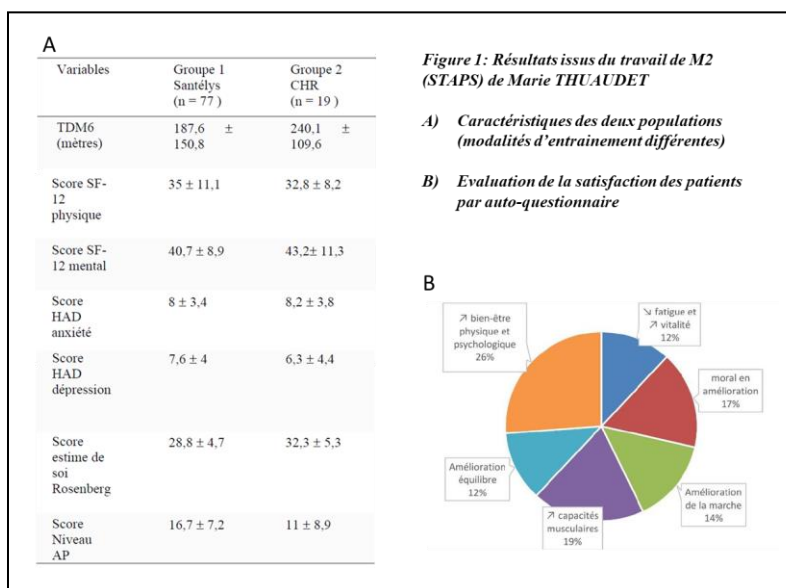 A
Variables
Groupe 1
Santélys
(n = 77 )
Groupe 2
CHR
(n = 19 )
TDM6
(mètres)
187,6 ±
150,8
240,1 ±
109,6
Score SF-
12
physique
35 ± 11,1
32,8 ± 8,2
Score SF-
12 mental
40,7 ± 8,9
43,2± 11,3
Score
HAD
anxiété
8 ± 3,4
8,2 ± 3,8
Score
HAD
dépression
7,6 ± 4
6,3 ± 4,4
Score
estime de
soi
Rosenberg
28,8 ± 4,7
32,3 ± 5,3
Score
Niveau
AP
16,7 ± 7,2
11 ± 8,9
Figure 1: Résultats issus du travail de M2
(STAPS) de Marie THUAUDET
A) Caractéristiques des deux populations
(modalités d’entrainement différentes)
B) Evaluation de la satisfaction des patients
par auto-questionnaire
B
↗ bien-être
physique et
psychologique
26%
↘ fatigue et
↗ vitalité
12%
moral en
amélioration
17%
Amélioration
de la marche
14%
↗ capacités
musculaires
19%
Amélioration
équilibre
12%